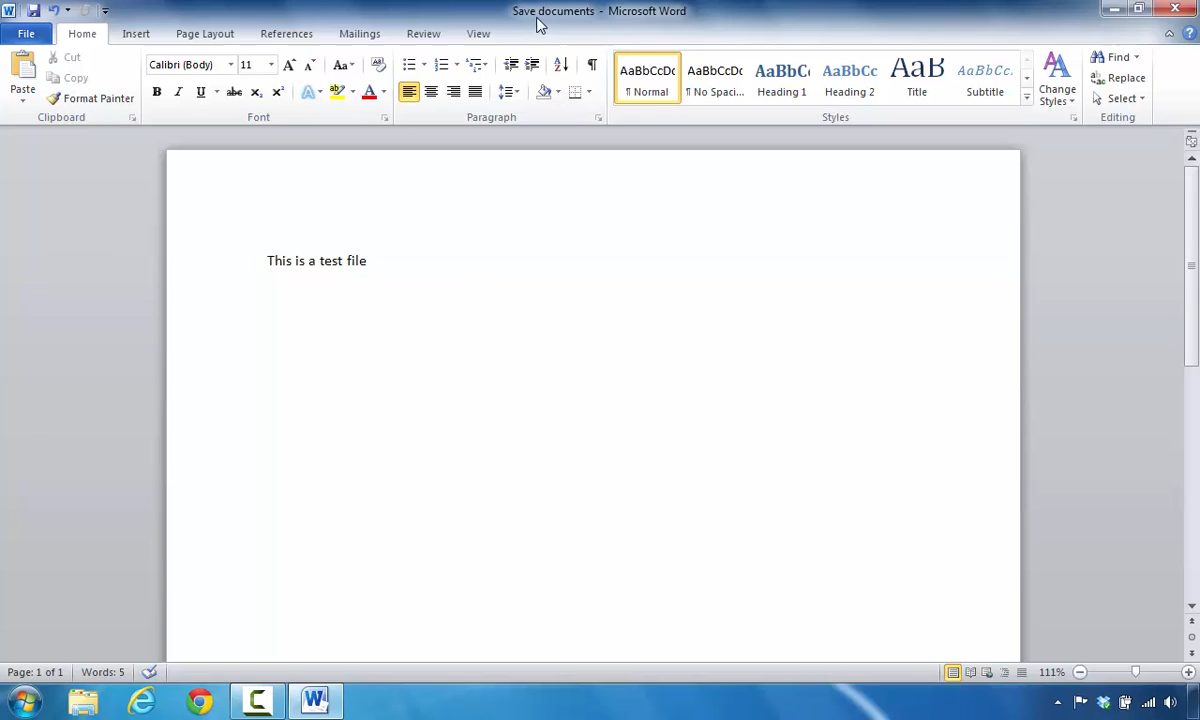 Save documents - Microsoft Word
File Home Insert Page Layout References Mailings Review View
Cut
Copy
Format Painter
Paste
Clipboard
Calibri (Body) 11
Font
Paragraph
AaBbCcDc AaBbCcDc AaBbCc AaBbCc AaB AaBbCc.
¶ Normal ¶ No Spaci... Heading 1 Heading 2 Title Subtitle
Styles
Change Styles
Find
Replace
Select
Editing
This is a test file
Page: 1 of 1 Words: 5 111%